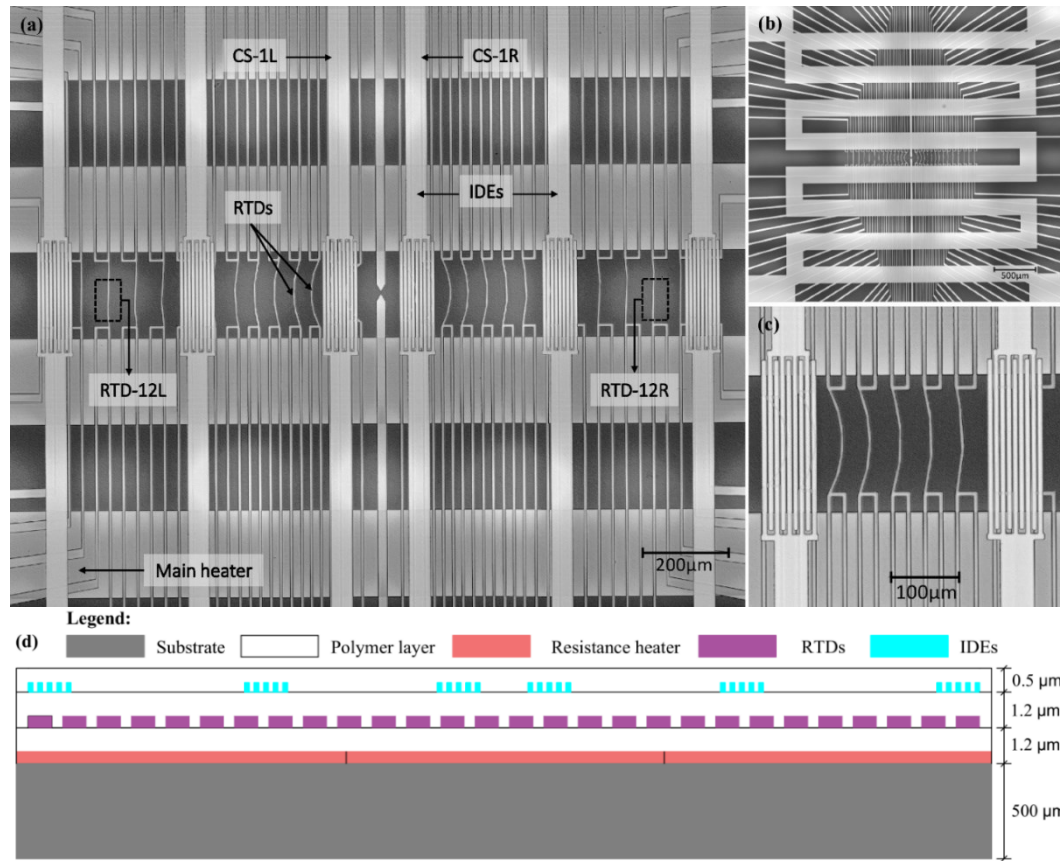 (a)
CS-1L
CS-1R
RTDs
IDEs
RTD-12L
RTD-12R
Main heater
200μm
(b)
500μm
(c)
100μm
Legend:
(d)
Substrate
Polymer layer
Resistance heater
RTDs
IDEs
0.5 μm
1.2 μm
1.2 μm
500 μm